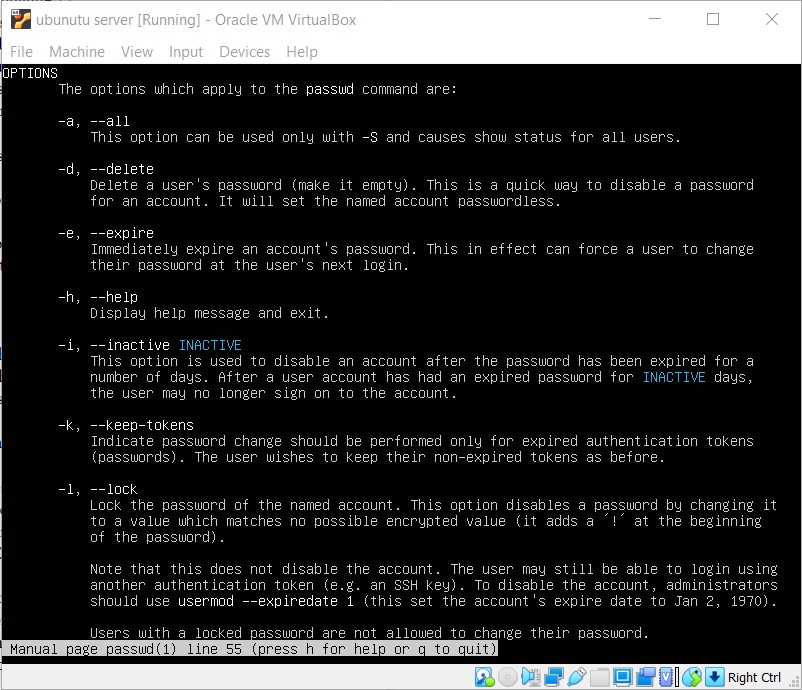 ubunutu server [Running] - Oracle VM VirtualBox
File Machine View Input Devices Help
OPTIONS
The options which apply to the passwd command are:
-a, --all
This option can be used only with -S and causes show status for all users.
-d, --delete
Delete a user's password (make it empty). This is a quick way to disable a password
for an account. It will set the named account passwordless.
-e, --expire
Immediately expire an account's password. This in effect can force a user to change
their password at the user's next login.
-h, --help
Display help message and exit.
-i, --inactive INACTIVE
This option is used to disable an account after the password has been expired for a
number of days. After a user account has had an expired password for INACTIVE days,
the user may no longer sign on to the account.
-k, --keep-tokens
Indicate password change should be performed only for expired authentication tokens
(passwords). The user wishes to keep their non-expired tokens as before.
-l, --lock
Lock the password of the named account. This option disables a password by changing it
to a value which matches no possible encrypted value (it adds a ´!´ at the beginning
of the password).
Note that this does not disable the account. The user may still be able to login using
another authentication token (e.g. an SSH key). To disable the account, administrators
should use usermod --expiredate 1 (this set the account's expire date to Jan 2, 1970).
Users with a locked password are not allowed to change their password.
Manual page passwd(1) line 55 (press h for help or q to quit)
Right Ctrl